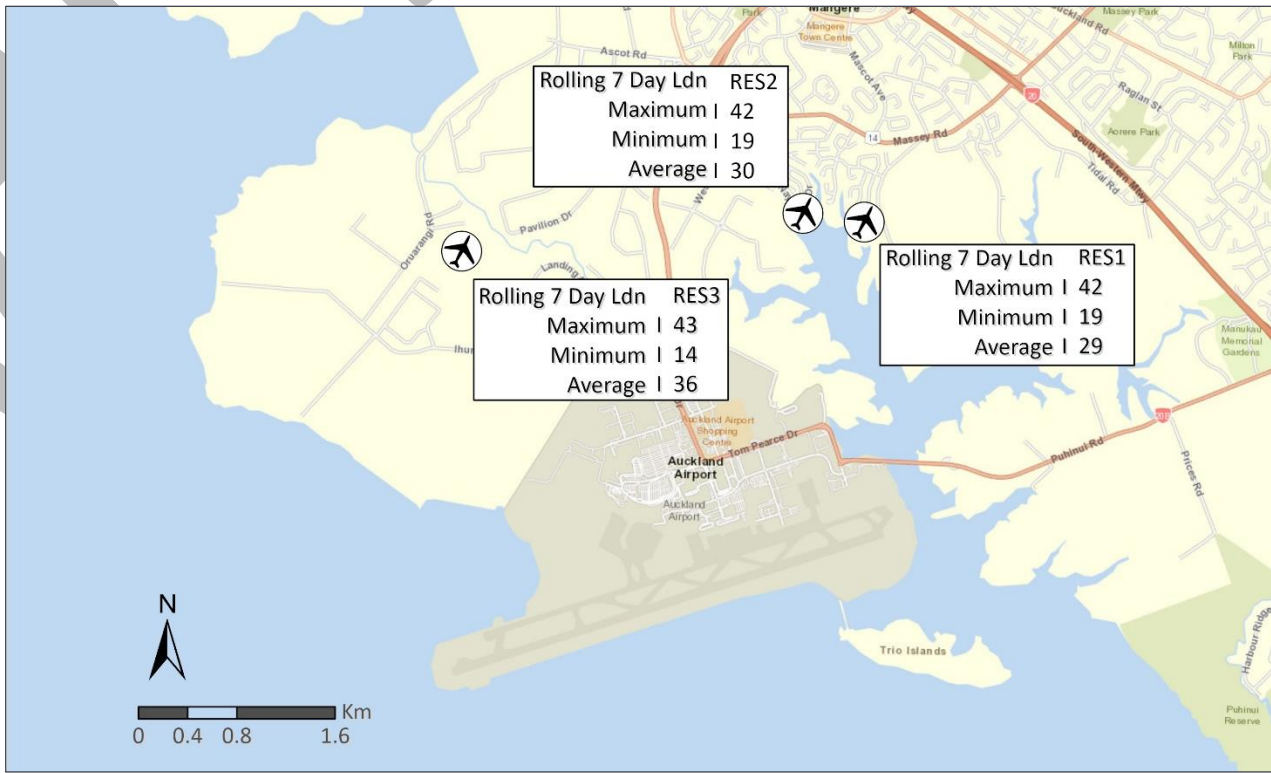 Mangere
Park
Mangere
Town Centre
Auckland Rd
Massey Park
Milton
Park
Ascot Rd
Mascot Ave
Raglan St
20
Aorere Park
South-Western Mwy
Tidal Rd
14
Massey Rd
Rolling 7 Day Ldn RES2
Maximum | 42
Minimum | 19
Average | 30
Dr
Oruarangi Rd
Pavilion Dr
Landing
Rolling 7 Day Ldn RES1
Maximum | 42
Minimum | 19
Average | 29
Rolling 7 Day Ldn RES3
Maximum | 43
Minimum | 14
Average | 36
Manukau
Memorial
Gardens
Dr
Auckland Airport
Shopping
Centre
Tom Pearce Dr
Puhinui Rd
Prices Rd
Auckland
Airport
Auckland
Airport
Trio Islands
Harbour Ridge
Puhinui
Reserve
N
Km
0 0.4 0.8 1.6